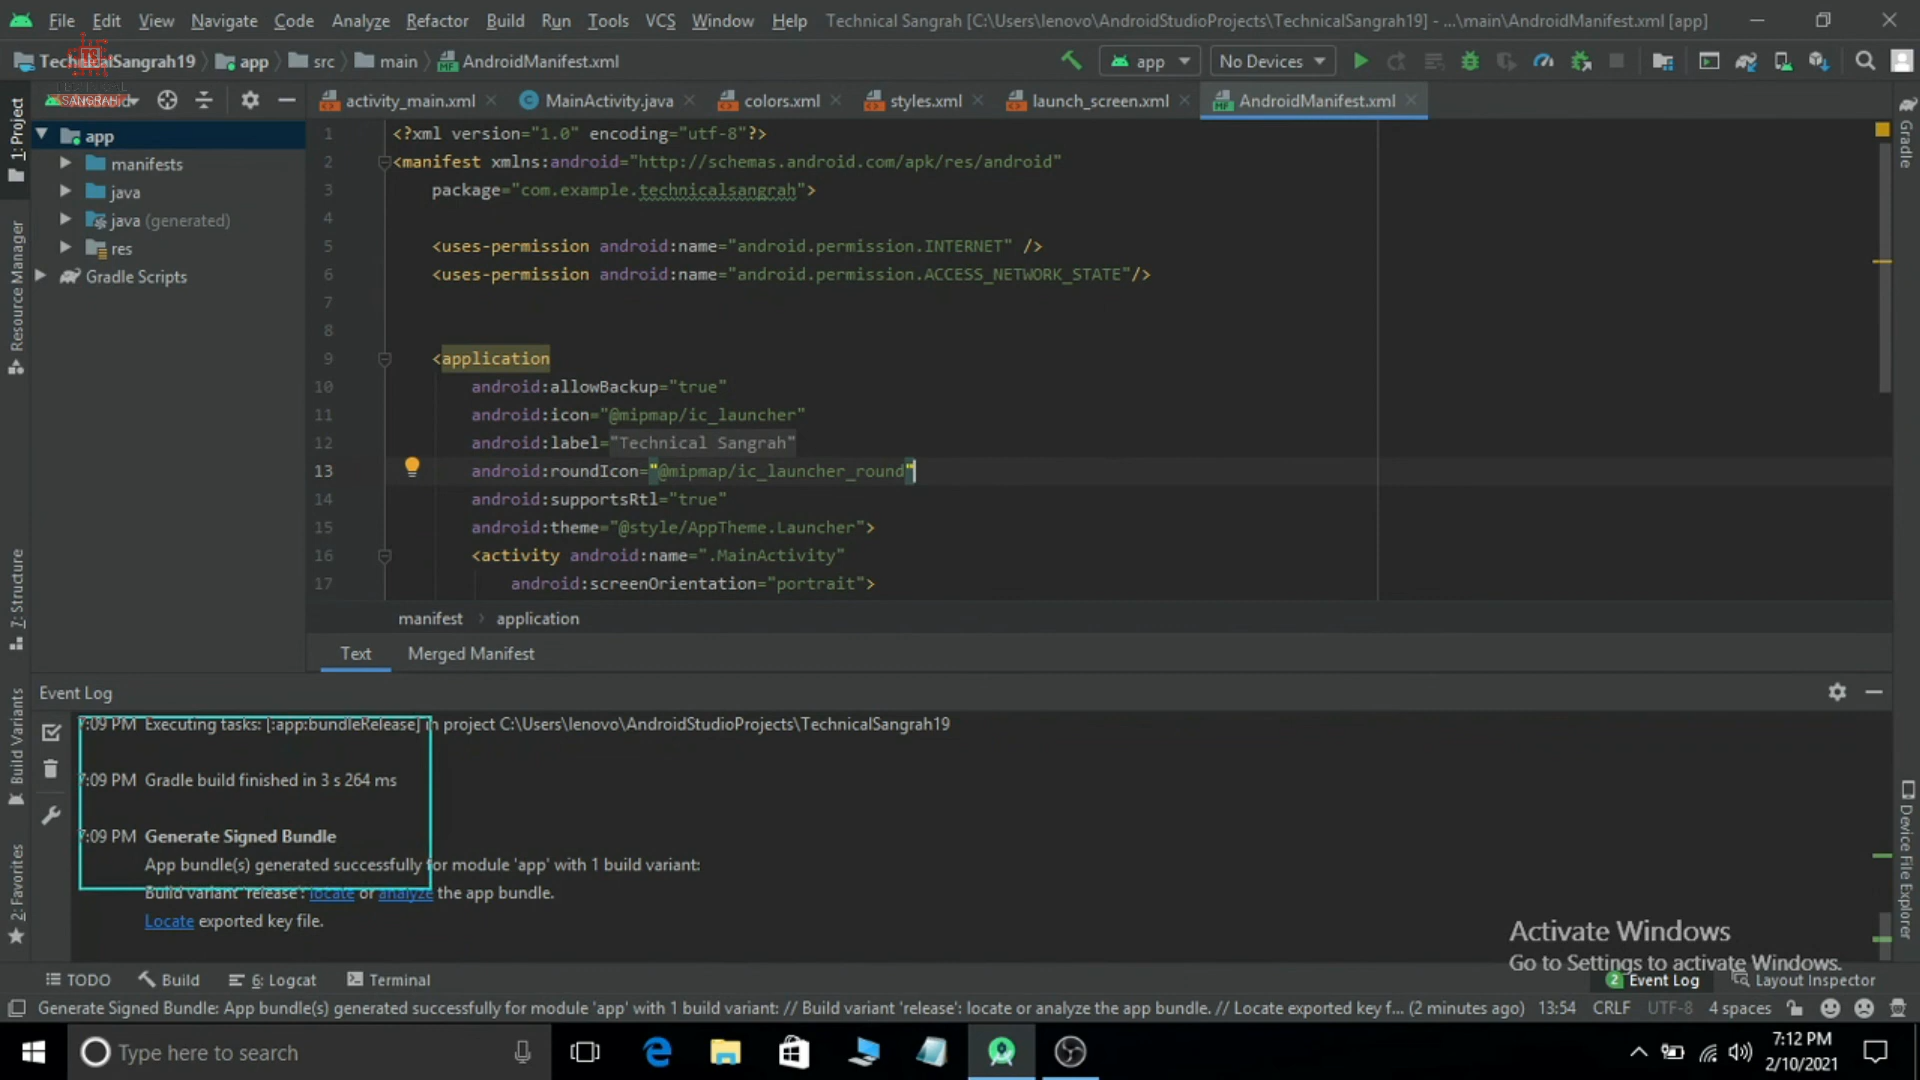 File Edit View Navigate Code Analyze Refactor Build Run Tools VCS Window Help Technical Sangrah [C:\Users\lenovo\AndroidStudioProjects\TechnicalSangrah19] - ...\main\AndroidManifest.xml [app]
TechnicalSangrah19 app src main AndroidManifest.xml app No Devices
TS
SANGRAH
activity_main.xml MainActivity.java colors.xml styles.xml launch_screen.xml AndroidManifest.xml
1: Project
Resource Manager
7: Structure
Build Variants
2: Favorites
app
manifests
java
java (generated)
res
Gradle Scripts
1 <?xml version="1.0" encoding="utf-8"?>
2 <manifest xmlns:android="http://schemas.android.com/apk/res/android"
3 package="com.example.technicalsangrah">
4
5 <uses-permission android:name="android.permission.INTERNET" />
6 <uses-permission android:name="android.permission.ACCESS_NETWORK_STATE"/>
7
8
9 <application
10 android:allowBackup="true"
11 android:icon="@mipmap/ic_launcher"
12 android:label="Technical Sangrah"
13 android:roundIcon="@mipmap/ic_launcher_round"
14 android:supportsRtl="true"
15 android:theme="@style/AppTheme.Launcher">
16 <activity android:name=".MainActivity"
17 android:screenOrientation="portrait">
manifest application
Text Merged Manifest
Gradle
Device File Explorer
Event Log
7:09 PM Executing tasks: [:app:bundleRelease] in project C:\Users\lenovo\AndroidStudioProjects\TechnicalSangrah19
7:09 PM Gradle build finished in 3 s 264 ms
7:09 PM Generate Signed Bundle
App bundle(s) generated successfully for module 'app' with 1 build variant:
Build variant 'release': locate or analyze the app bundle.
Locate exported key file.
Activate Windows
Go to Settings to activate Windows.
TODO Build 6: Logcat Terminal 2 Event Log Layout Inspector
Generate Signed Bundle: App bundle(s) generated successfully for module 'app' with 1 build variant: // Build variant 'release': locate or analyze the app bundle. // Locate exported key f... (2 minutes ago) 13:54 CRLF UTF-8 4 spaces
Type here to search
7:12 PM
2/10/2021